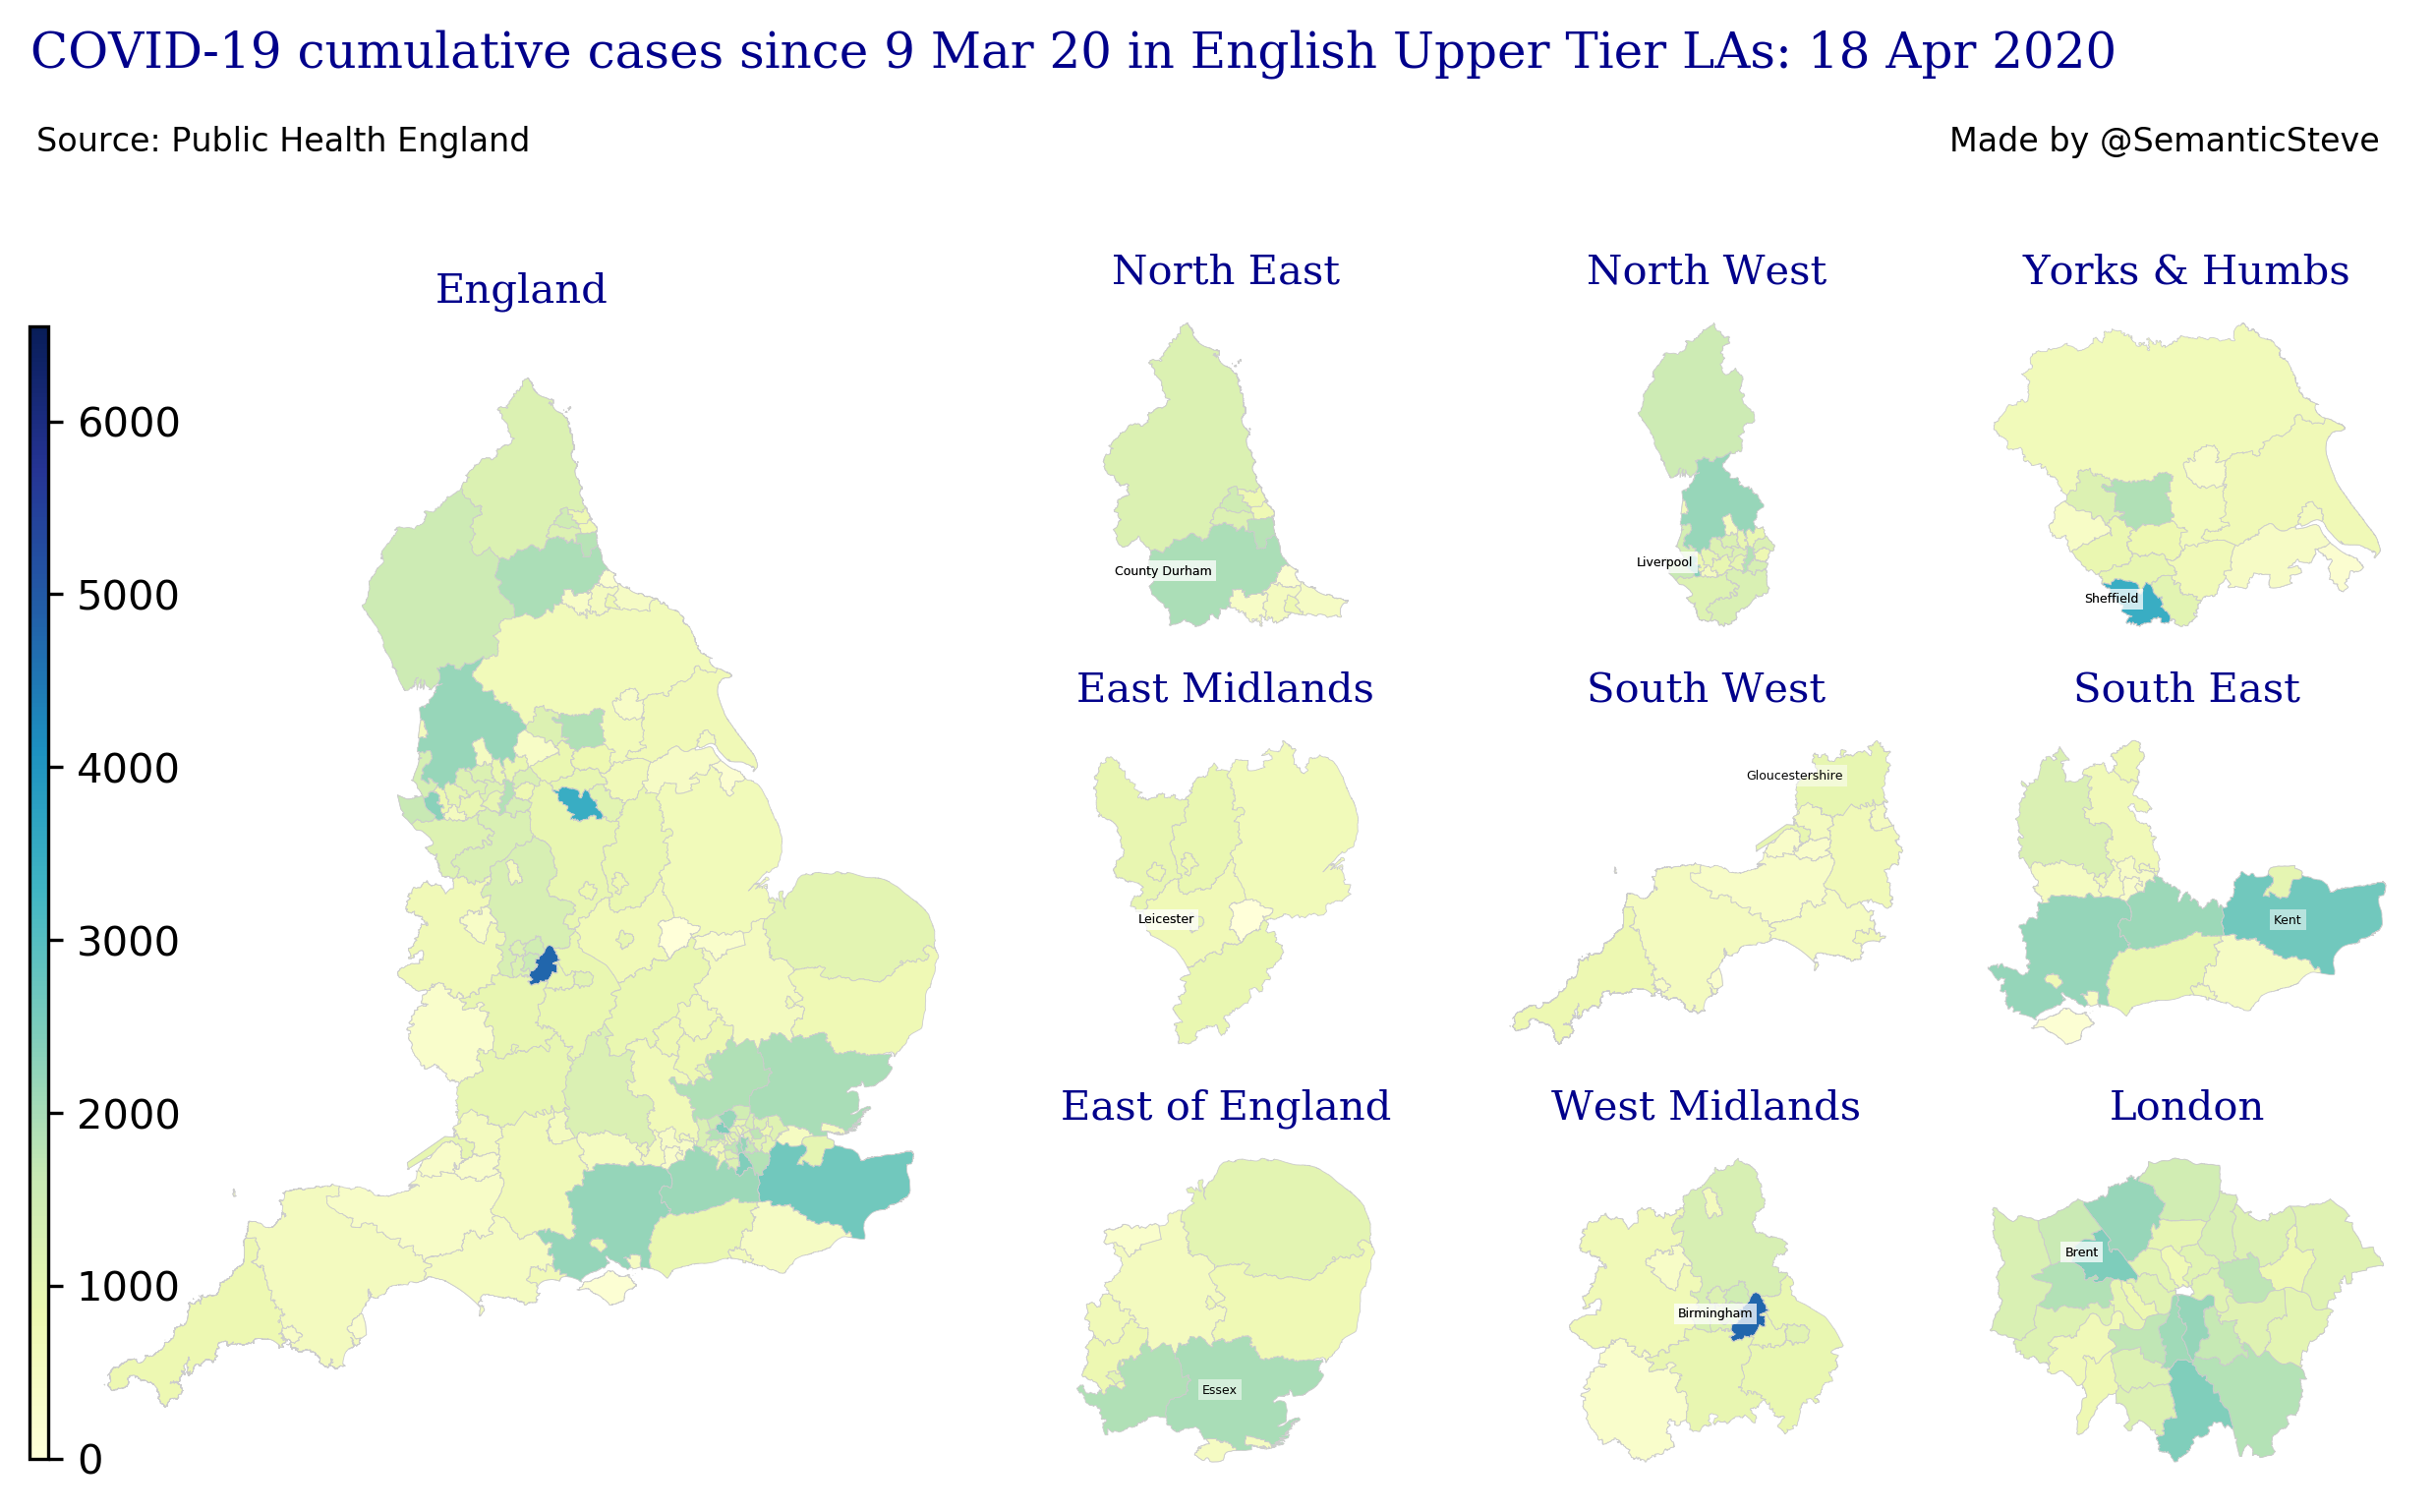 COVID-19 cumulative cases since 9 Mar 20 in English Upper Tier LAs: 18 Apr 2020
Source: Public Health England
Made by @SemanticSteve
England
North East
North West
Yorks & Humbs
6000
5000
4000
3000
2000
1000
0
County Durham
Liverpool
Sheffield
East Midlands
South West
South East
Leicester
Gloucestershire
Kent
East of England
West Midlands
London
Essex
Birmingham
Brent